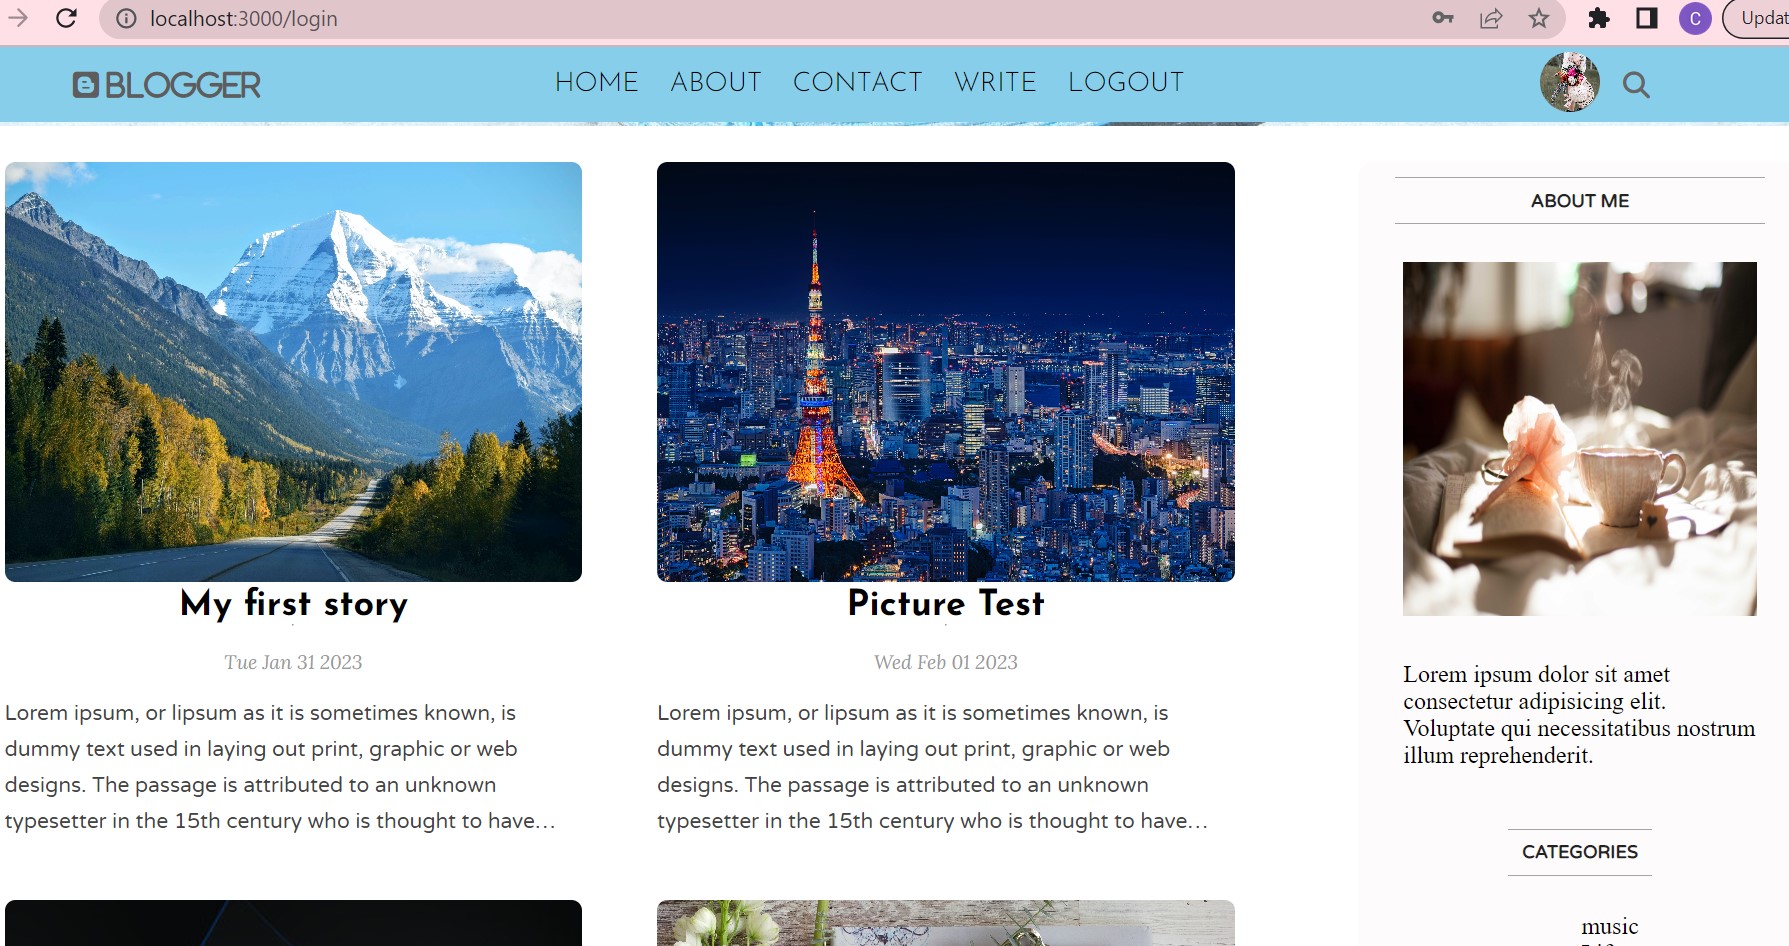 localhost:3000/login
C
Updat
BLOGGER
HOME ABOUT CONTACT WRITE LOGOUT
My first story
Tue Jan 31 2023
Lorem ipsum, or lipsum as it is sometimes known, is
dummy text used in laying out print, graphic or web
designs. The passage is attributed to an unknown
typesetter in the 15th century who is thought to have...
Picture Test
Wed Feb 01 2023
Lorem ipsum, or lipsum as it is sometimes known, is
dummy text used in laying out print, graphic or web
designs. The passage is attributed to an unknown
typesetter in the 15th century who is thought to have...
ABOUT ME
Lorem ipsum dolor sit amet
consectetur adipisicing elit.
Voluptate qui necessitatibus nostrum
illum reprehenderit.
CATEGORIES
music